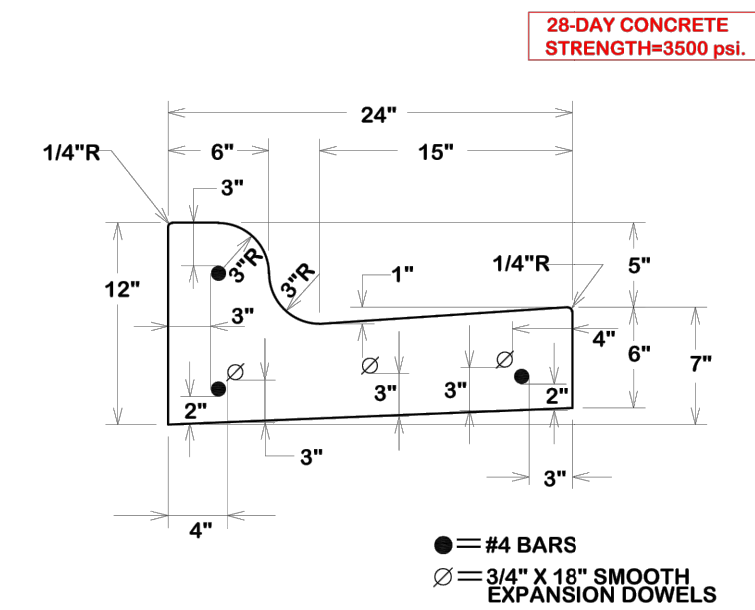 28-DAY CONCRETE
STRENGTH=3500 psi.
24"
1/4"R
6"
15"
3"
3"R
3"R
1"
1/4"R
5"
12"
3"
4"
6"
7"
3"
3"
2"
2"
3"
3"
4"
= #4 BARS
= 3/4" X 18" SMOOTH
EXPANSION DOWELS